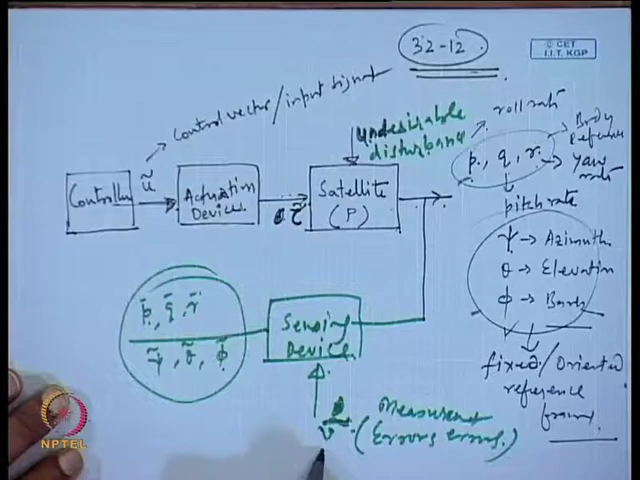 32-12
© CET
I.I.T. KGP
Control vector/input signal
ũ
Controller
Actuation
Device.
τ̃
Undesirable
disturbance
Satellite
(P)
roll rate
p, q, r.
Body
Reference
yaw
rate
pitch rate
ψ → Azimuth
θ → Elevation
φ → Bank
fixed/Oriented
reference
frame.
p̄, q̄, r̄
ψ̃, θ̃, φ̃
Sensing
Device
v
(Measurement
Errors errors.)
NPTEL